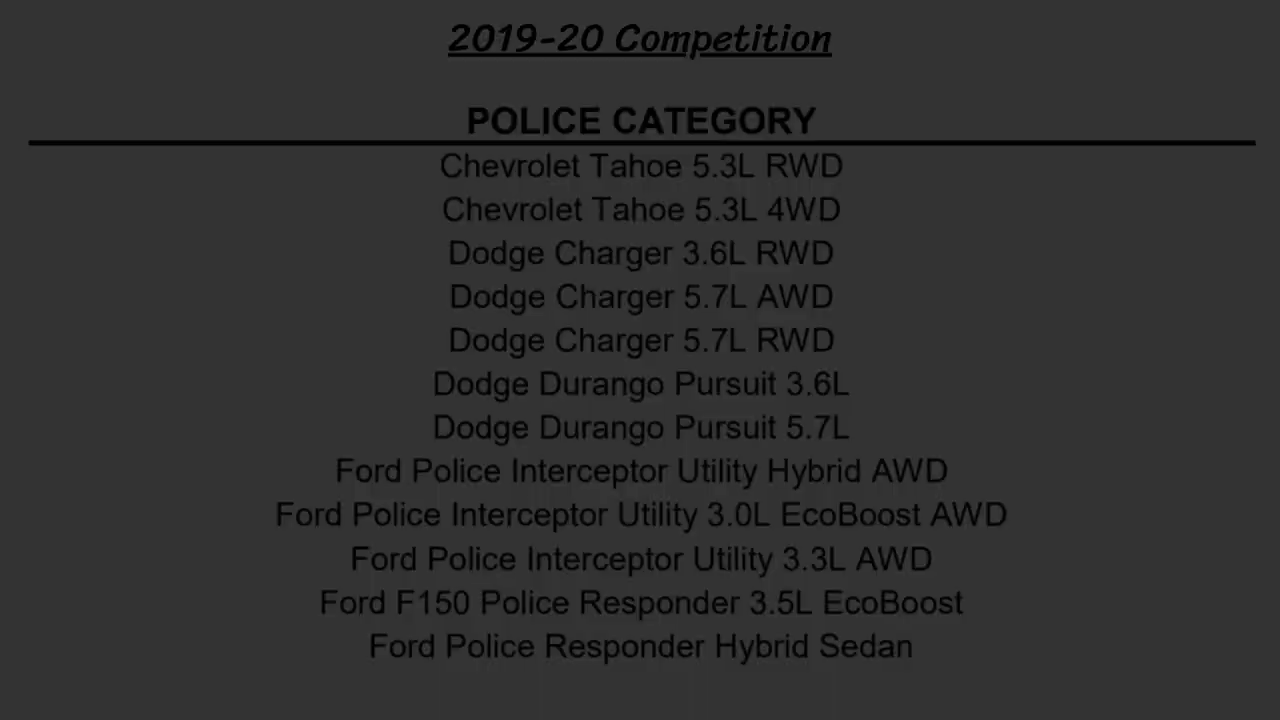 2019-20 Competition
POLICE CATEGORY
Chevrolet Tahoe 5.3L RWD
Chevrolet Tahoe 5.3L 4WD
Dodge Charger 3.6L RWD
Dodge Charger 5.7L AWD
Dodge Charger 5.7L RWD
Dodge Durango Pursuit 3.6L
Dodge Durango Pursuit 5.7L
Ford Police Interceptor Utility Hybrid AWD
Ford Police Interceptor Utility 3.0L EcoBoost AWD
Ford Police Interceptor Utility 3.3L AWD
Ford F150 Police Responder 3.5L EcoBoost
Ford Police Responder Hybrid Sedan